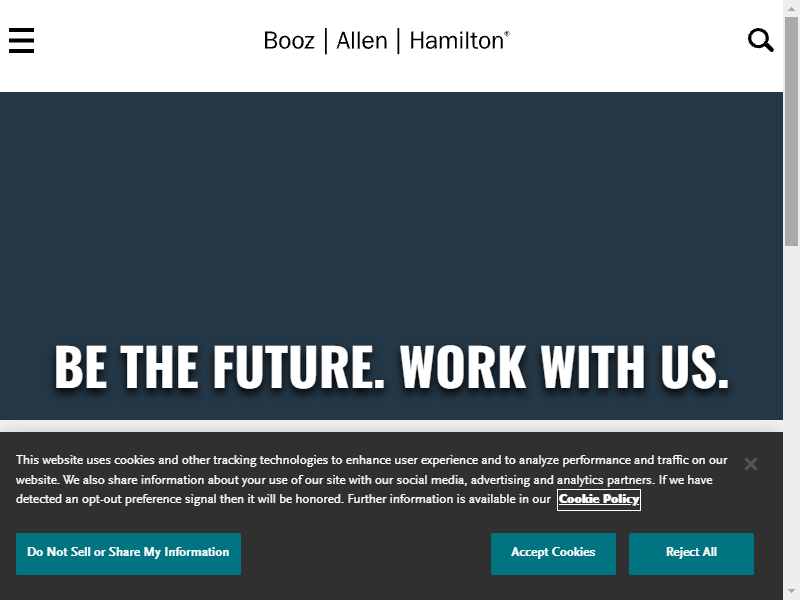 Booz | Allen | Hamilton®
BE THE FUTURE. WORK WITH US.
This website uses cookies and other tracking technologies to enhance user experience and to analyze performance and traffic on our
website. We also share information about your use of our site with our social media, advertising and analytics partners. If we have
detected an opt-out preference signal then it will be honored. Further information is available in our Cookie Policy
Do Not Sell or Share My Information
Accept Cookies
Reject All